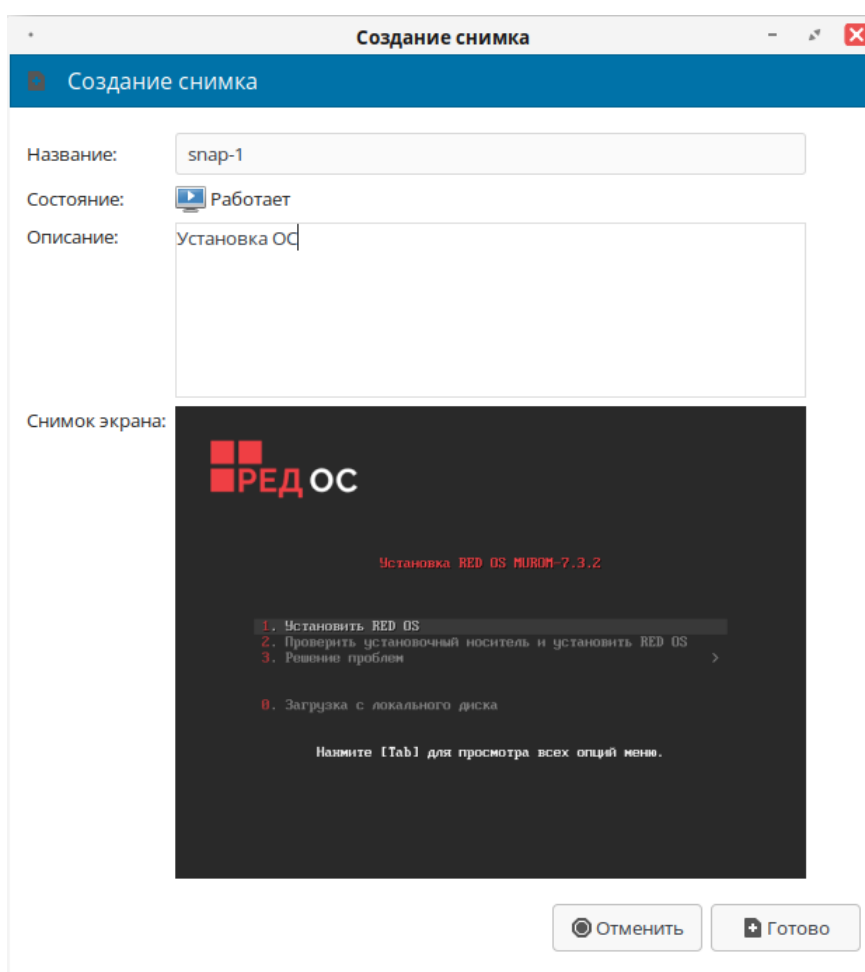 Создание снимка
Создание снимка
Название: snap-1
Состояние: Работает
Описание: Установка ОС
Снимок экрана:
РЕД ОС
Установка RED OS MUROM-7.3.2
1. Установить RED OS
2. Проверить установочный носитель и установить RED OS
3. Решение проблем >
0. Загрузка с локального диска
Нажмите [Tab] для просмотра всех опций меню.
Отменить Готово